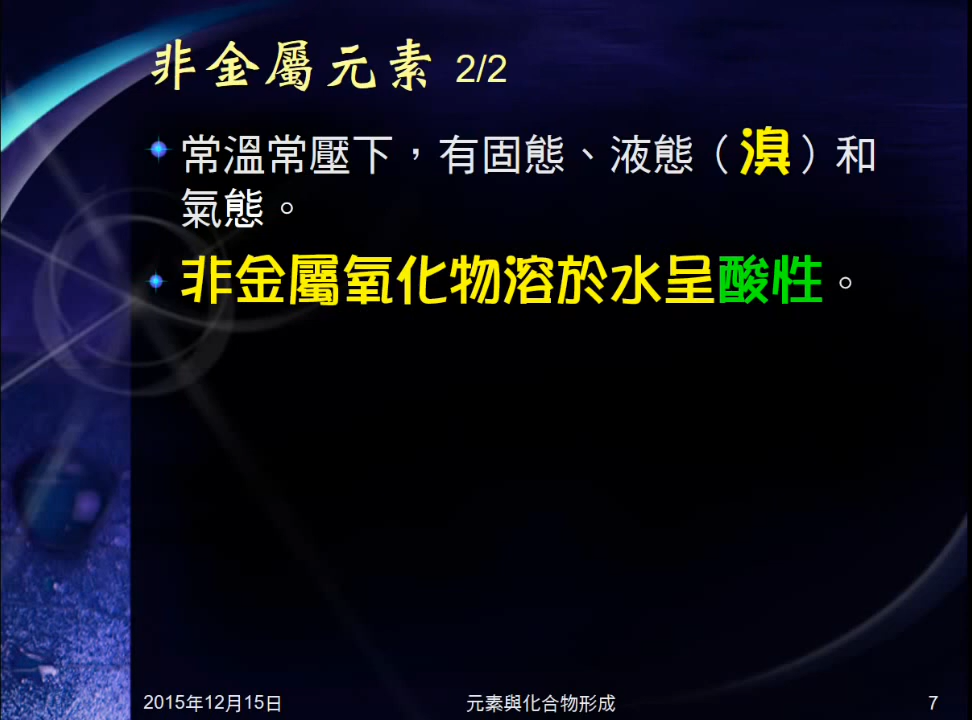 非金屬元素 2/2
常溫常壓下，有固態、液態（溴）和
氣態。
非金屬氧化物溶於水呈酸性。
2015年12月15日
元素與化合物形成
7